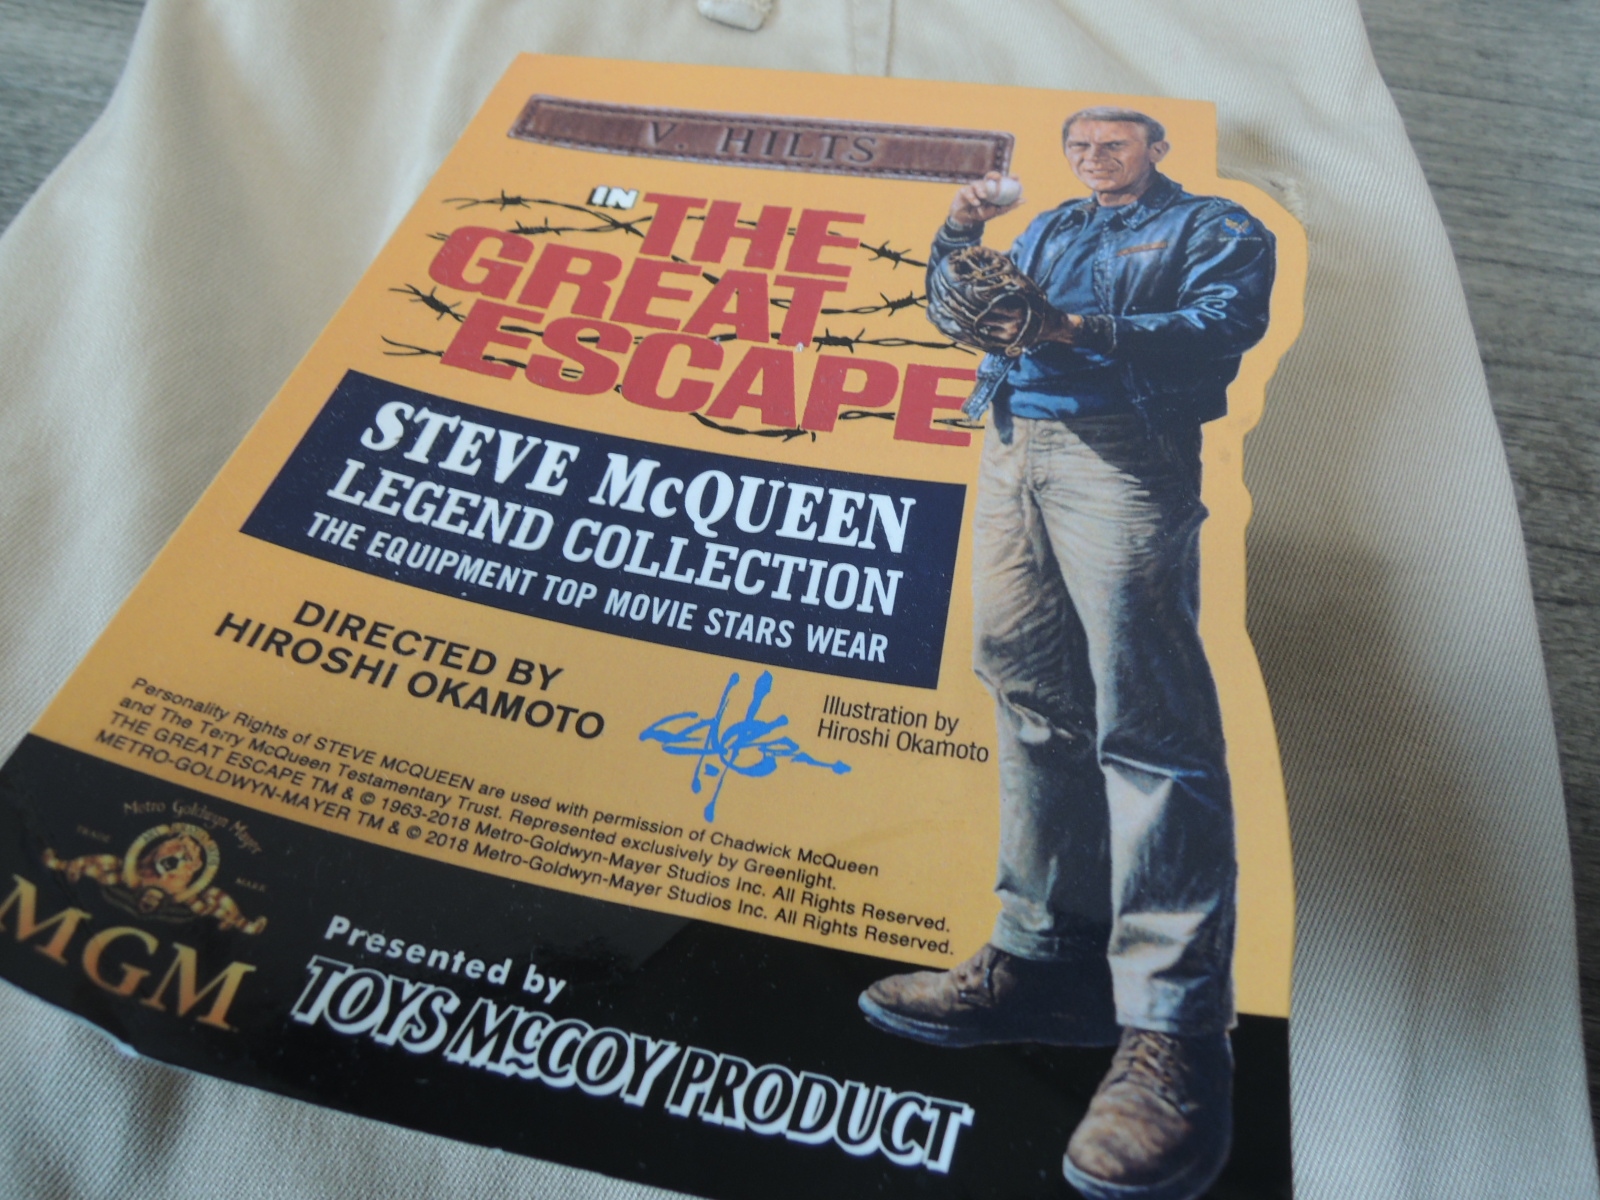 V. HILTS
IN
THE
GREAT
ESCAPE
STEVE McQUEEN
LEGEND COLLECTION
THE EQUIPMENT TOP MOVIE STARS WEAR
DIRECTED BY
HIROSHI OKAMOTO
Illustration by
Hiroshi Okamoto
Personality Rights of STEVE MCQUEEN are used with permission of Chadwick McQueen
and The Terry McQueen Testamentary Trust. Represented exclusively by Greenlight.
THE GREAT ESCAPE TM & © 1963-2018 Metro-Goldwyn-Mayer Studios Inc. All Rights Reserved.
METRO-GOLDWYN-MAYER TM & © 2018 Metro-Goldwyn-Mayer Studios Inc. All Rights Reserved.
Metro Goldwyn Mayer
TRADE
MARK
MGM
Presented by
TOYS McCOY PRODUCT